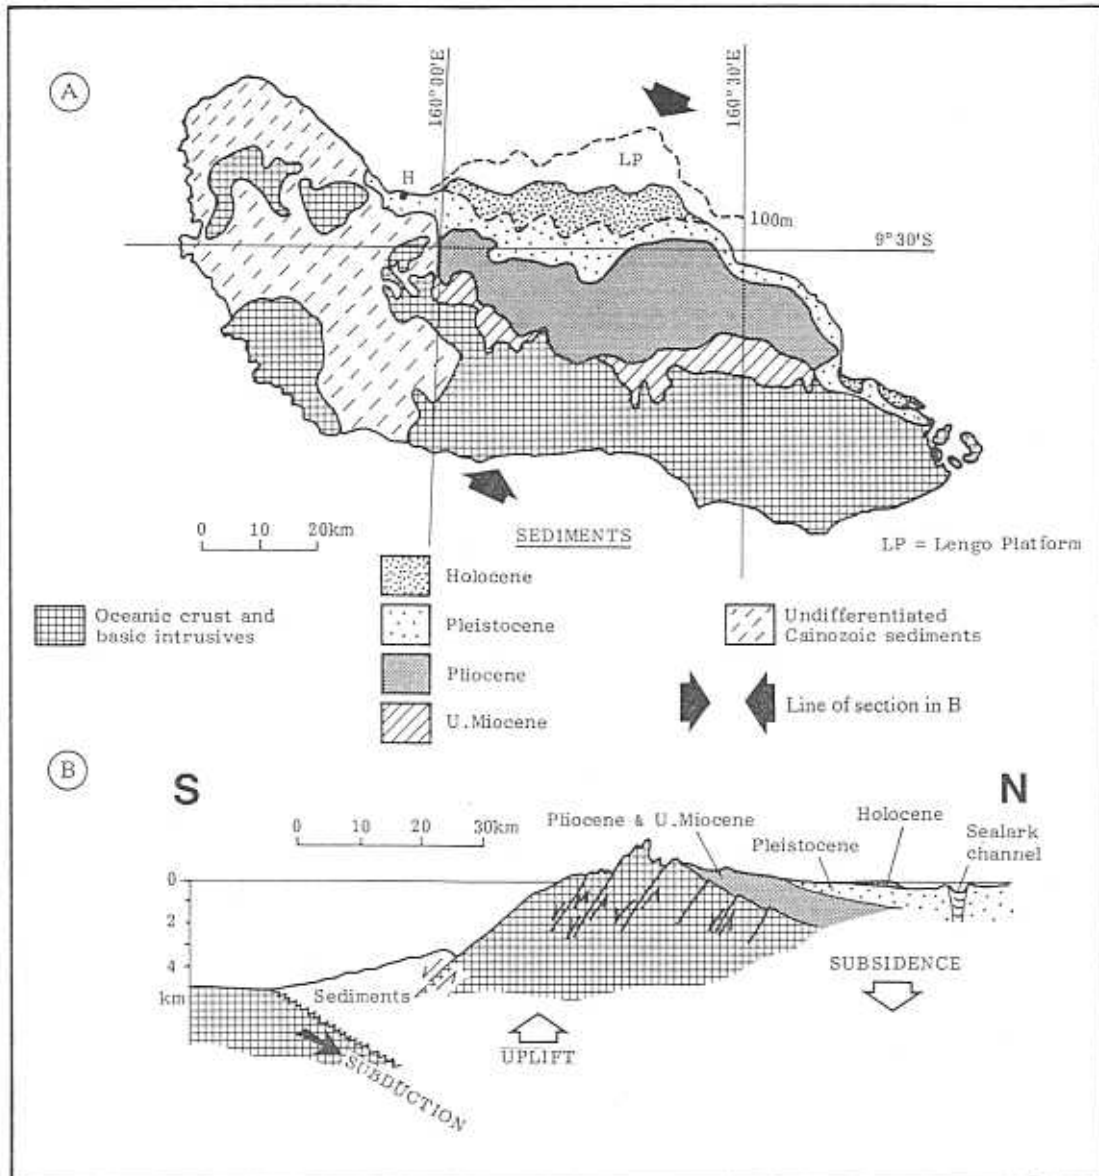 A
160°00'E
160°30'E
LP
H
100m
9°30'S
0 10 20km
SEDIMENTS
LP = Lengo Platform
Holocene
Oceanic crust and
basic intrusives
Pleistocene
Undifferentiated
Cainozoic sediments
Pliocene
Line of section in B
U.Miocene
B
S
N
0 10 20 30km
Pliocene & U.Miocene
Holocene
Pleistocene
Sealark
channel
0
2
4
km
Sediments
SUBSIDENCE
UPLIFT
SUBDUCTION